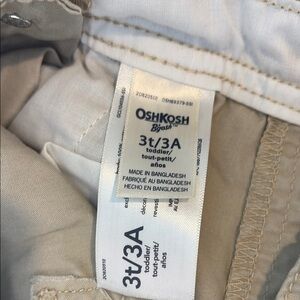 OSHKOSH
B'gosh
3t/3A
toddler/
tout-petit/
años
MADE IN BANGLADESH
FABRIQUÉ AU BANGLADESH
HECHO EN BANGLADESH
3t/3A
toddler/
tout-petit/
años